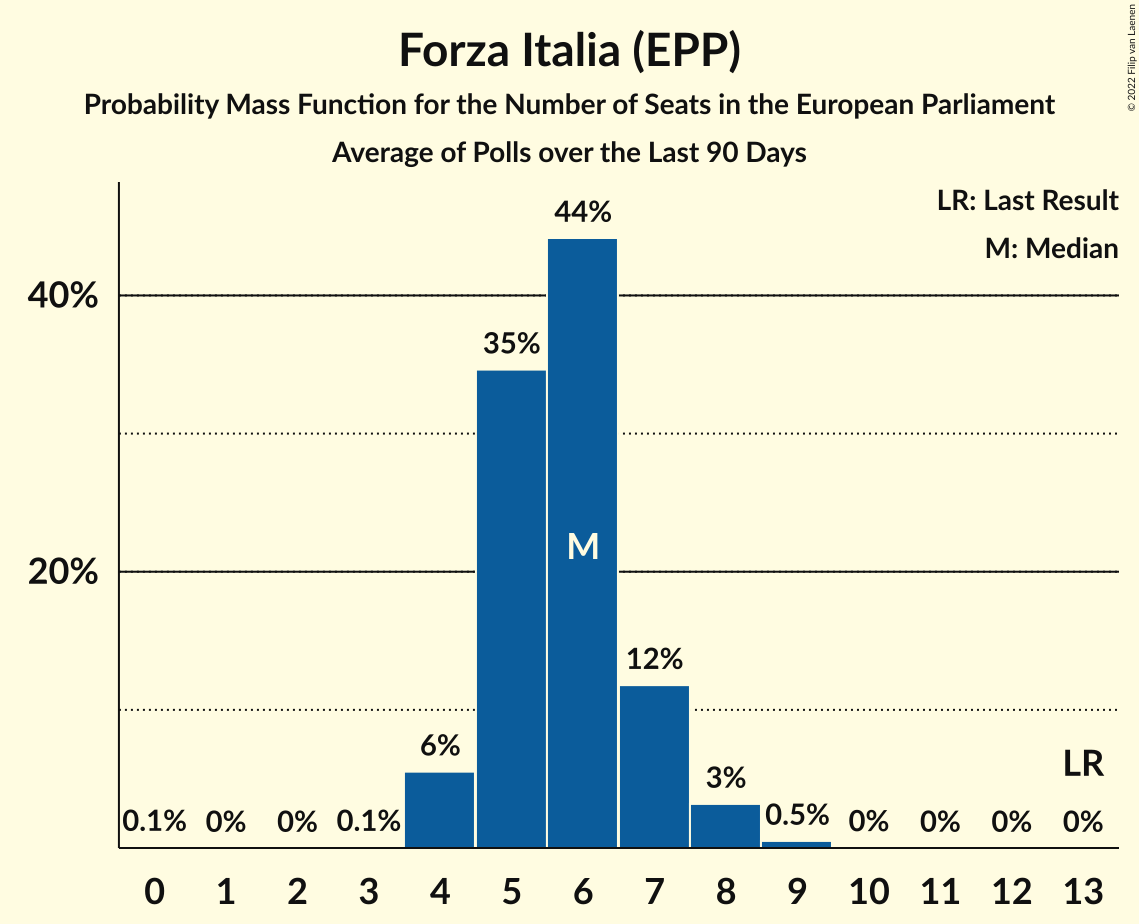 Forza Italia (EPP)
Probability Mass Function for the Number of Seats in the European Parliament
Average of Polls over the Last 90 Days
© 2022 Filip van Laenen
LR: Last Result
M: Median
44%
40%
35%
M
20%
12%
6%
3%
LR
0.1% 0% 0% 0.1% 0.5% 0% 0% 0% 0%
0 1 2 3 4 5 6 7 8 9 10 11 12 13